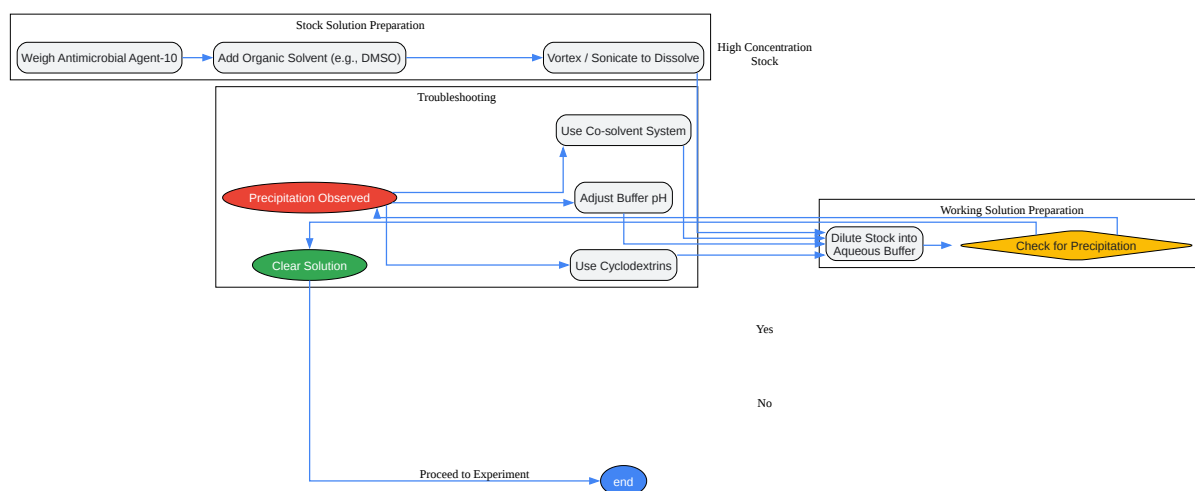 Stock Solution Preparation
Weigh Antimicrobial Agent-10
Add Organic Solvent (e.g., DMSO)
Vortex / Sonicate to Dissolve
High Concentration
Stock
Troubleshooting
Use Co-solvent System
Precipitation Observed
Adjust Buffer pH
Clear Solution
Use Cyclodextrins
Working Solution Preparation
Dilute Stock into
Aqueous Buffer
Check for Precipitation
Yes
No
Proceed to Experiment
end